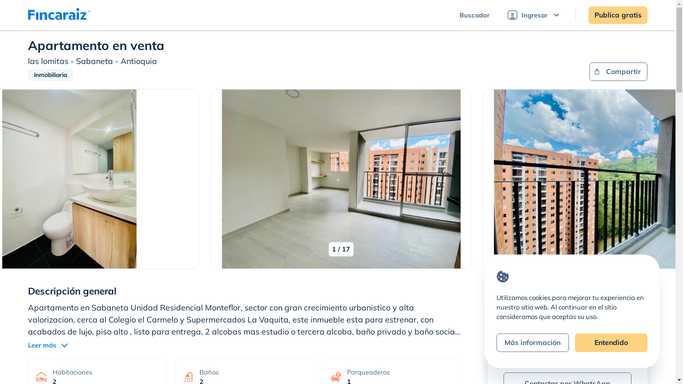 Fincaraiz
Buscador
Ingresar
Publica gratis
Apartamento en venta
las lomitas - Sabaneta - Antioquia
Inmobiliaria
Compartir
1 / 17
Descripción general
Apartamento en Sabaneta Unidad Residencial Monteflor, sector con gran crecimiento urbanistico y alta
valorizacion, cerca al Colegio el Carmelo y Supermercados La Vaquita, este inmueble esta para estrenar, con
acabados de lujo, piso alto , listo para entrega, 2 alcobas mas estudio o tercera alcoba, baño privado y baño socia...
Leer más
Habitaciones
2
Baños
2
Parqueaderos
1
Utilizamos cookies para mejorar tu experiencia en
nuestro sitio web. Al continuar en el sitio
consideramos que aceptas su uso.
Más información
Entendido
Contactar por WhatsApp